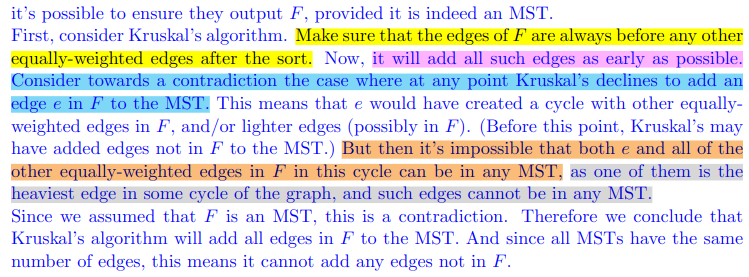 it's possible to ensure they output F, provided it is indeed an MST.
First, consider Kruskal's algorithm. Make sure that the edges of F are always before any other
equally-weighted edges after the sort. Now, it will add all such edges as early as possible.
Consider towards a contradiction the case where at any point Kruskal's declines to add an
edge e in F to the MST. This means that e would have created a cycle with other equally-
weighted edges in F, and/or lighter edges (possibly in F). (Before this point, Kruskal's may
have added edges not in F to the MST.) But then it's impossible that both e and all of the
other equally-weighted edges in F in this cycle can be in any MST, as one of them is the
heaviest edge in some cycle of the graph, and such edges cannot be in any MST.
Since we assumed that F is an MST, this is a contradiction. Therefore we conclude that
Kruskal's algorithm will add all edges in F to the MST. And since all MSTs have the same
number of edges, this means it cannot add any edges not in F.